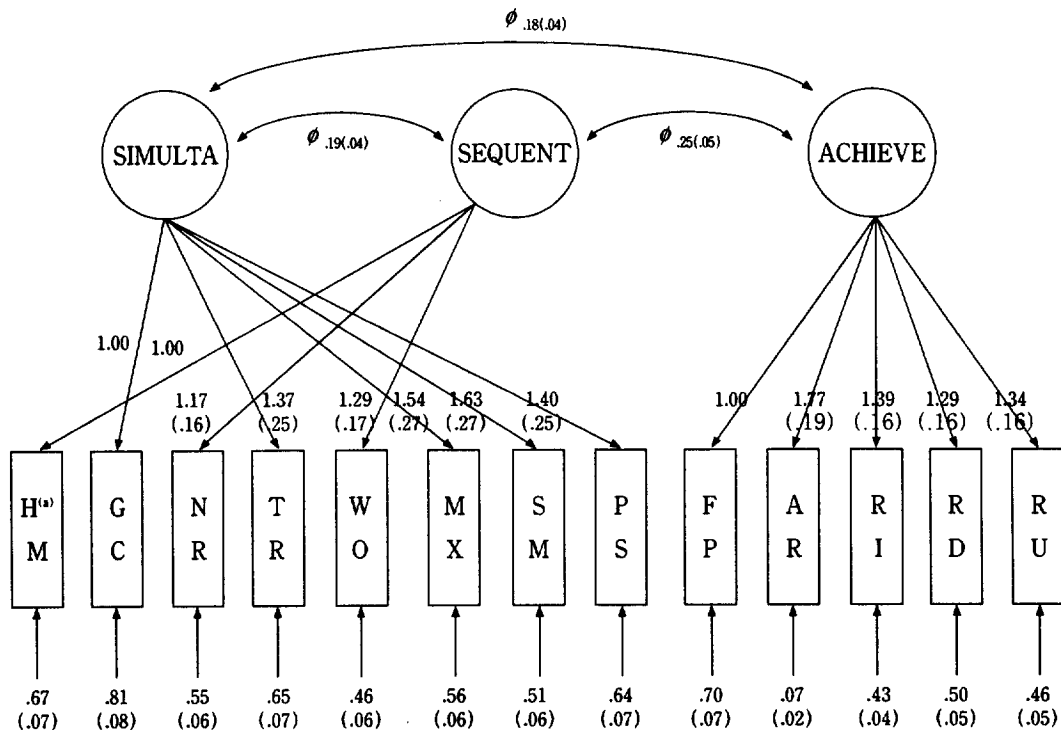 ϕ .18(.04)
ϕ .19(.04)
ϕ .25(.05)
SIMULTA SEQUENT ACHIEVE
1.00 1.00
1.17 1.37 1.29 1.54 1.63 1.40 1.00 1.77 1.39 1.29 1.34
(.16) (.25) (.17) (.27) (.27) (.25) (.19) (.16) (.16) (.16)
H(a) G N T W M S P F A R R R
M C R R O X M S P R I D U
.67 .81 .55 .65 .46 .56 .51 .64 .70 .07 .43 .50 .46
(.07) (.08) (.06) (.07) (.06) (.06) (.06) (.07) (.07) (.02) (.04) (.05) (.05)